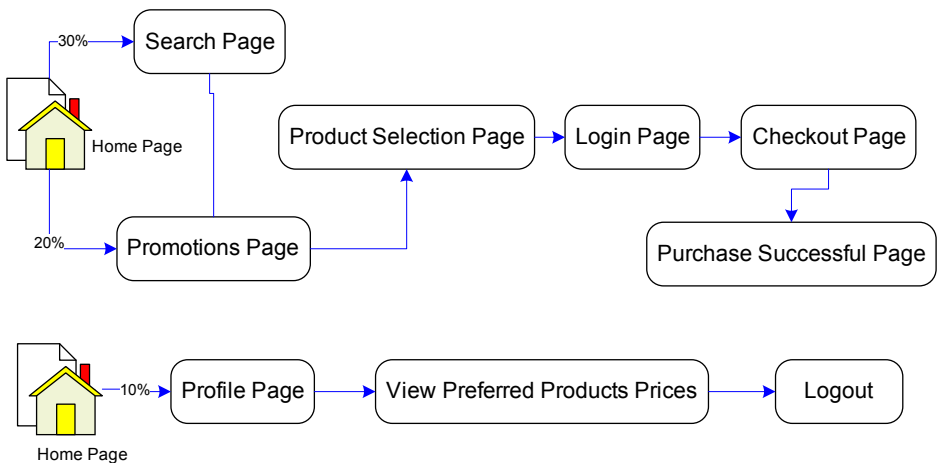 30%
Search Page
Home Page
Product Selection Page
Login Page
Checkout Page
20%
Promotions Page
Purchase Successful Page
10%
Profile Page
View Preferred Products Prices
Logout
Home Page